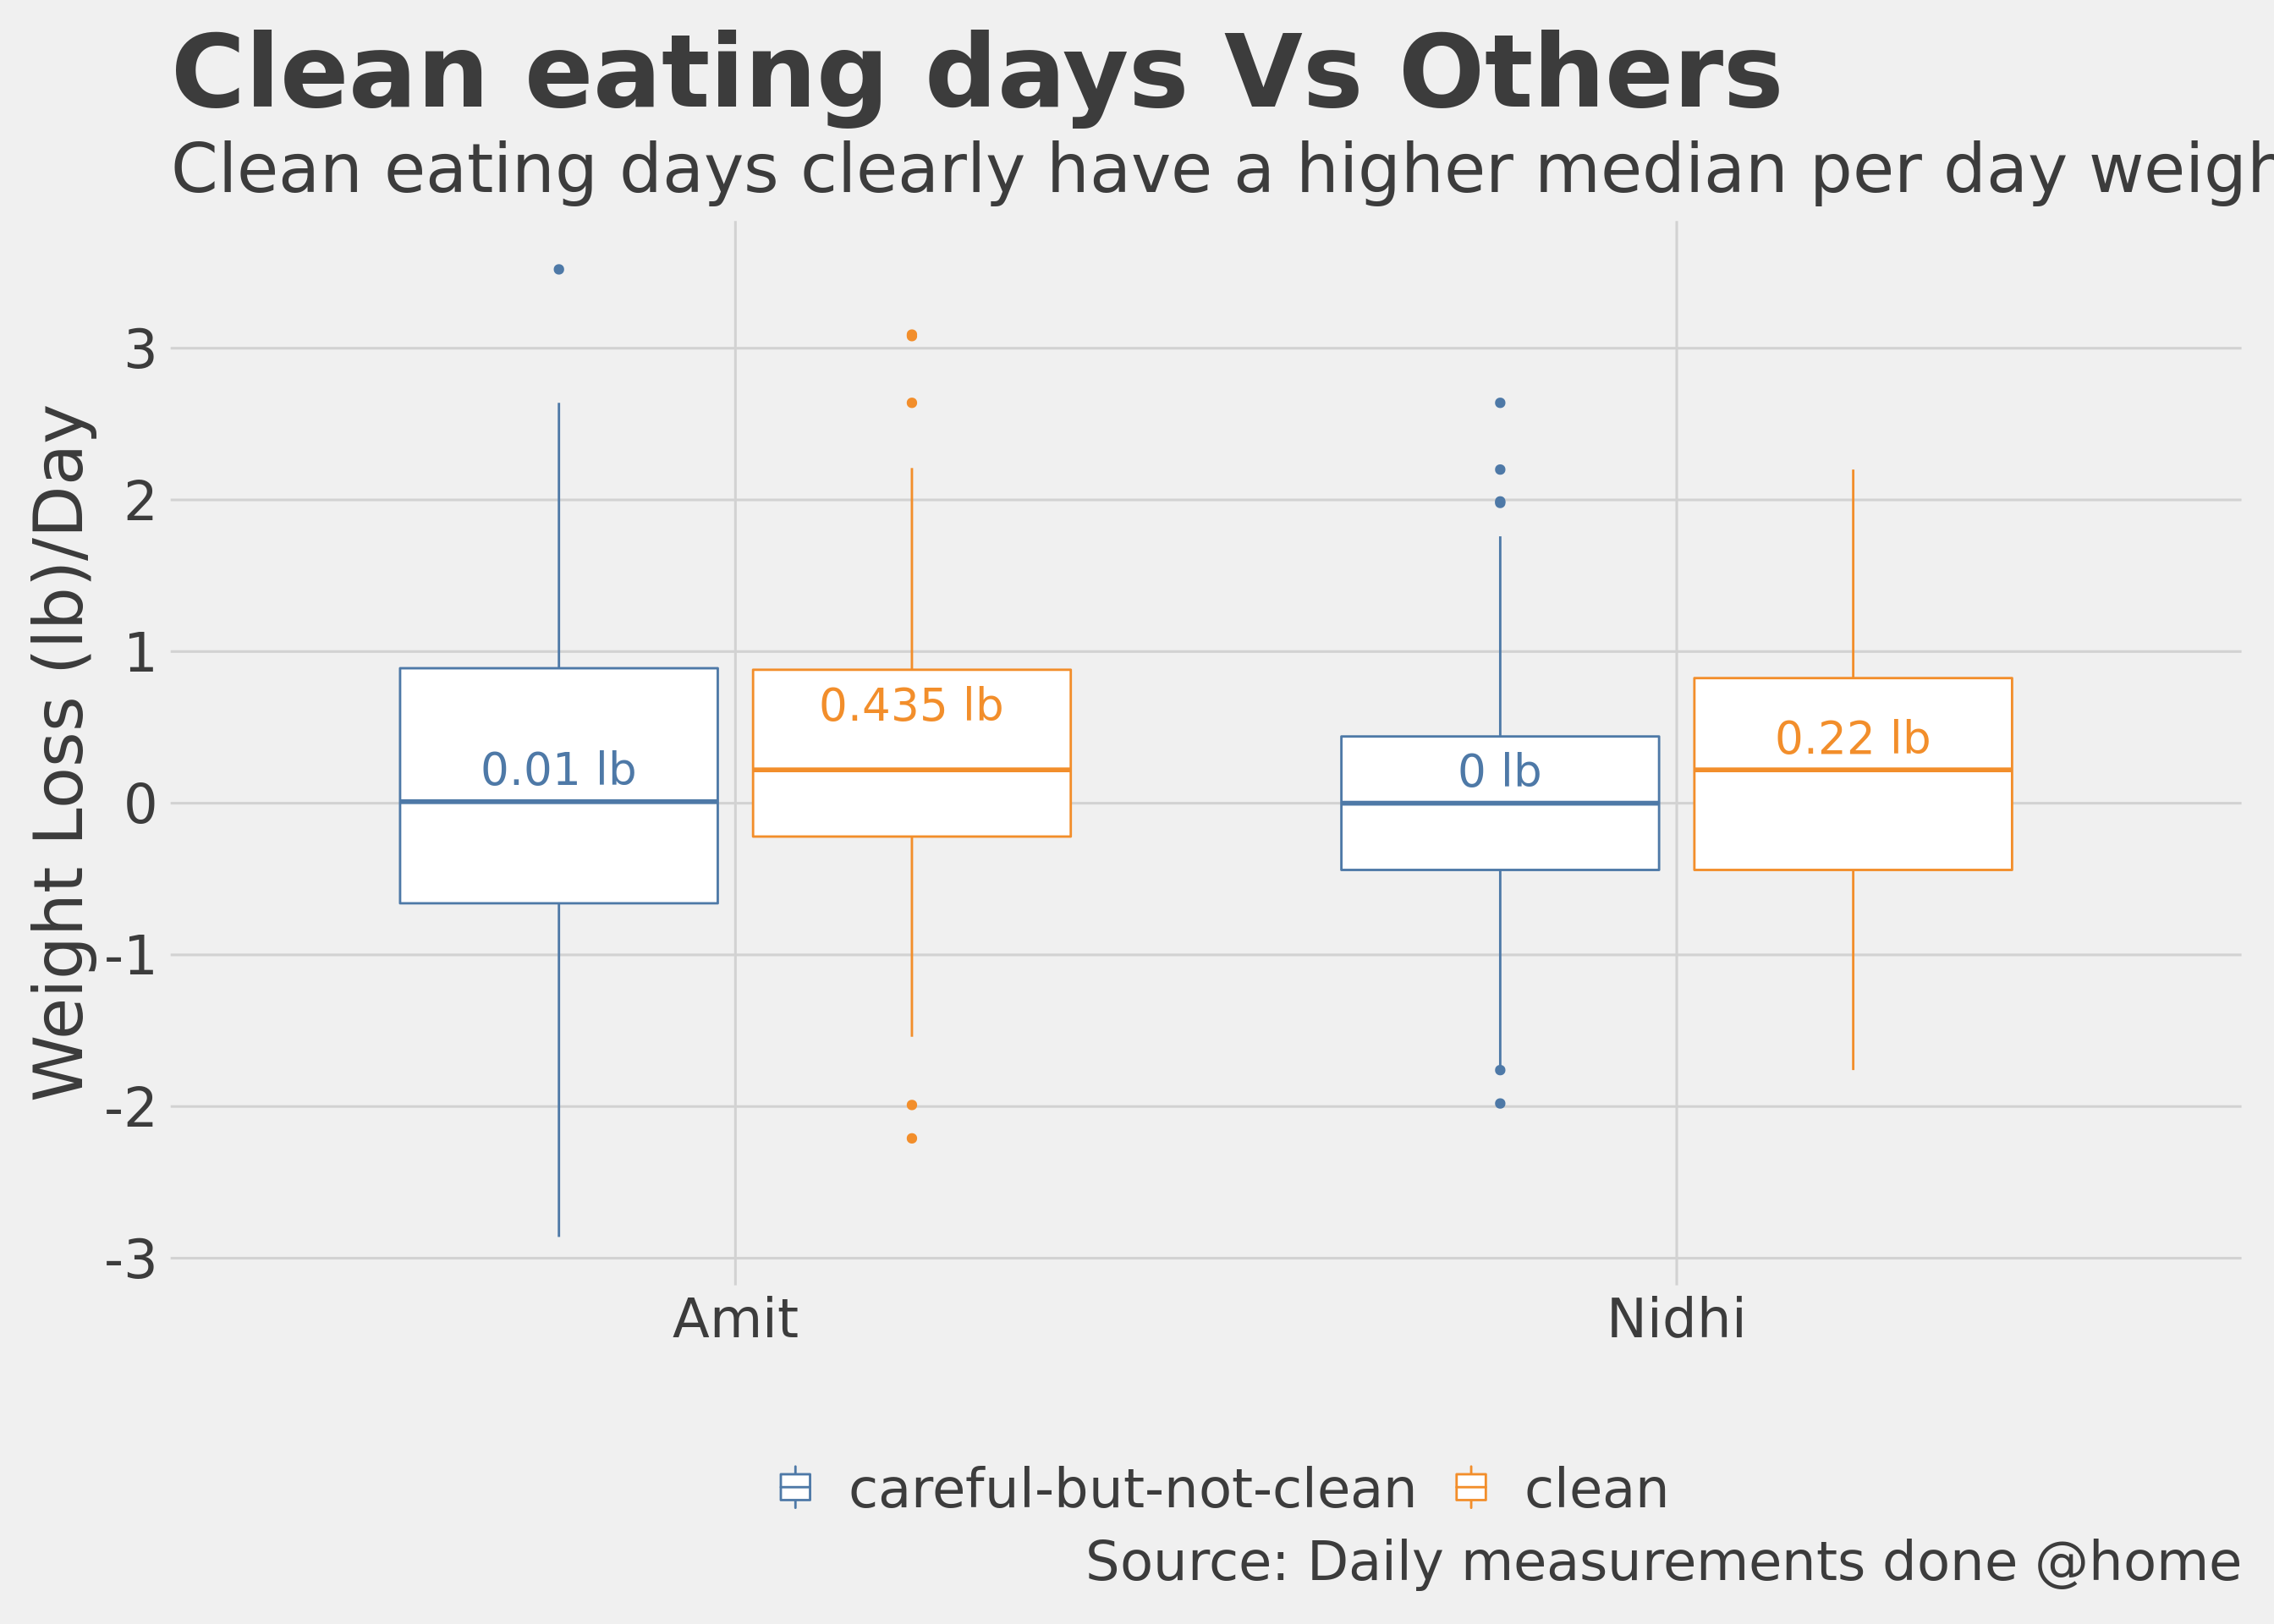 Clean eating days Vs Others
Clean eating days clearly have a higher median per day
Weight Loss (lb)/Day
3
2
1
0
-1
-2
-3
0.01 lb
0.435 lb
0 lb
0.22 lb
Amit
Nidhi
careful-but-not-clean
clean
Source: Daily measurements done @home